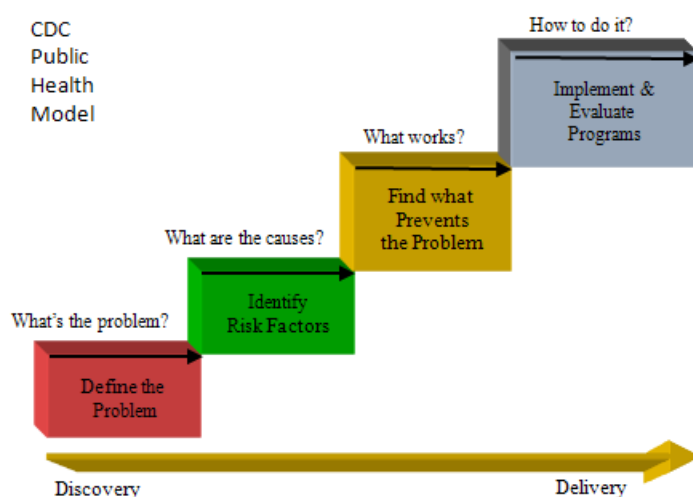 CDC
Public
Health
Model
How to do it?
Implement &
Evaluate
Programs
What works?
Find what
Prevents
the Problem
What are the causes?
Identify
Risk Factors
What's the problem?
Define the
Problem
Discovery
Delivery